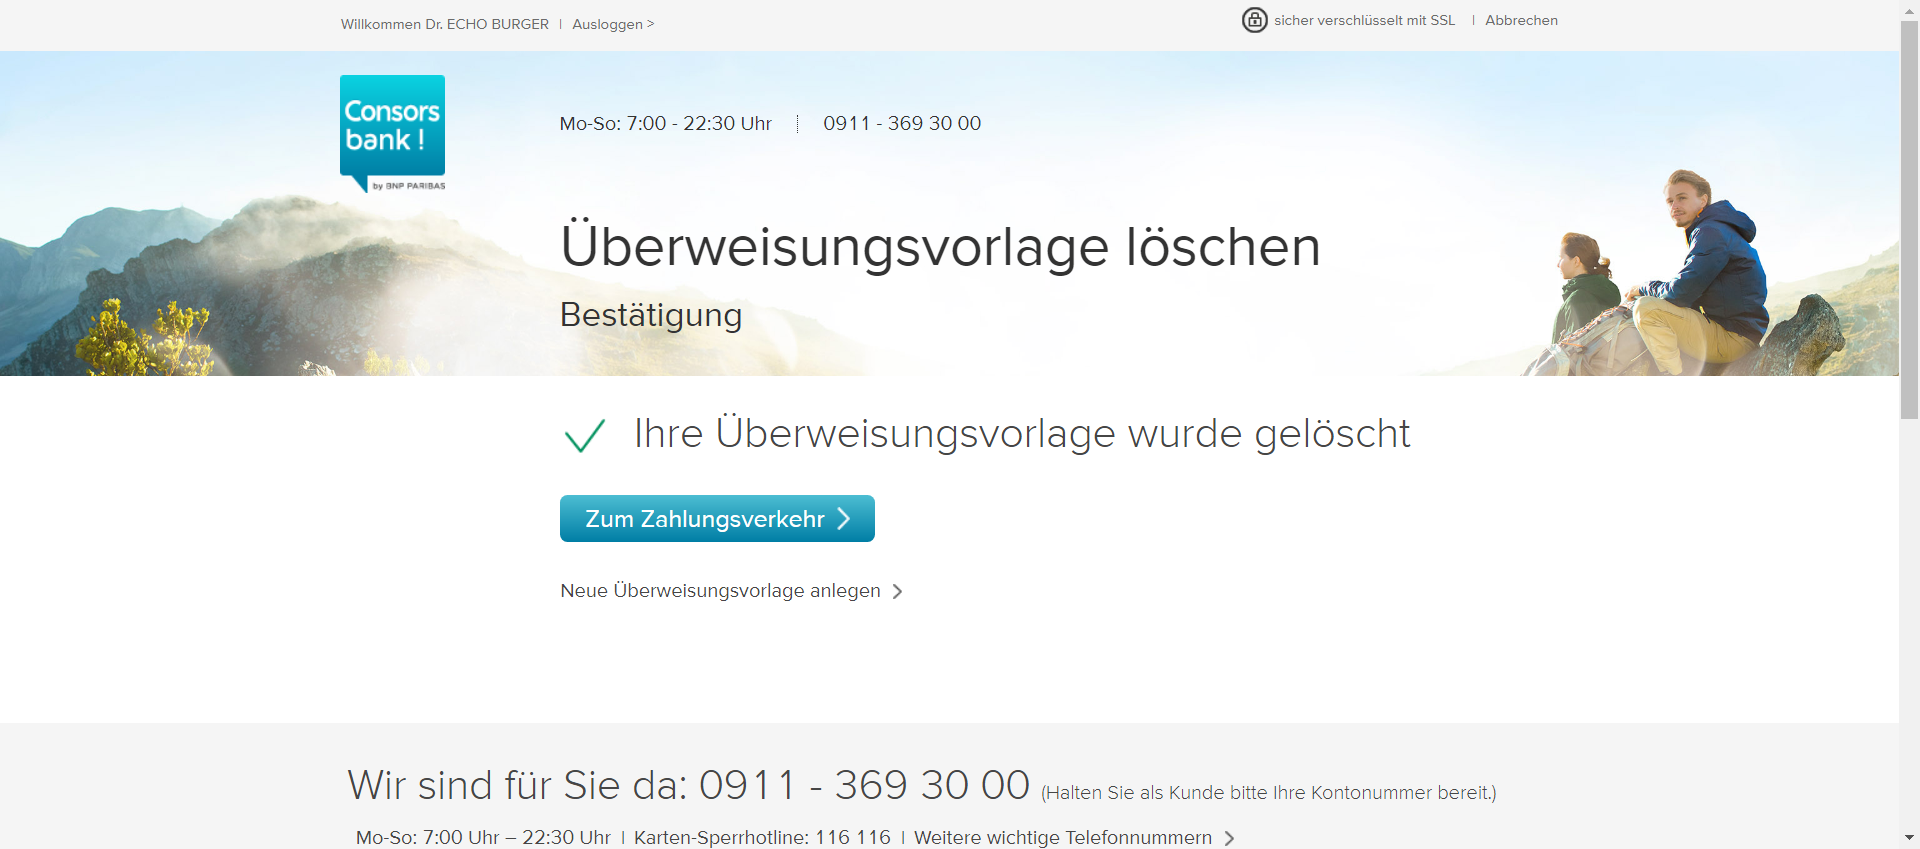 Willkommen Dr. ECHO BURGER | Ausloggen >
sicher verschlüsselt mit SSL | Abbrechen
Consors
bank !
by BNP PARIBAS
Mo-So: 7:00 - 22:30 Uhr | 0911 - 369 30 00
Überweisungsvorlage löschen
Bestätigung
Ihre Überweisungsvorlage wurde gelöscht
Zum Zahlungsverkehr
Neue Überweisungsvorlage anlegen
Wir sind für Sie da: 0911 - 369 30 00 (Halten Sie als Kunde bitte Ihre Kontonummer bereit.)
Mo-So: 7:00 Uhr – 22:30 Uhr | Karten-Sperrhotline: 116 116 | Weitere wichtige Telefonnummern